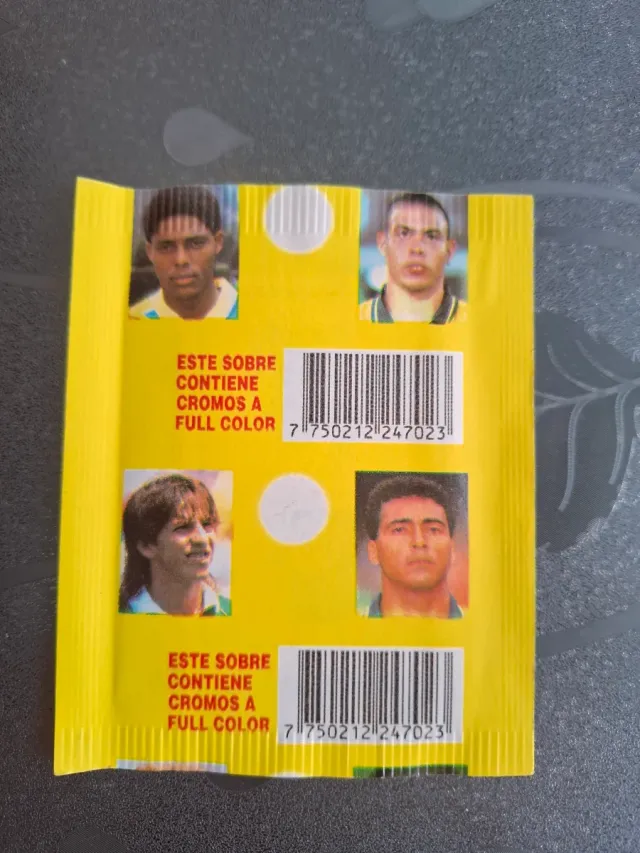 ESTE SOBRE
CONTIENE
CROMOS A
FULL COLOR
7 750212 247023
ESTE SOBRE
CONTIENE
CROMOS A
FULL COLOR
7 750212 247023